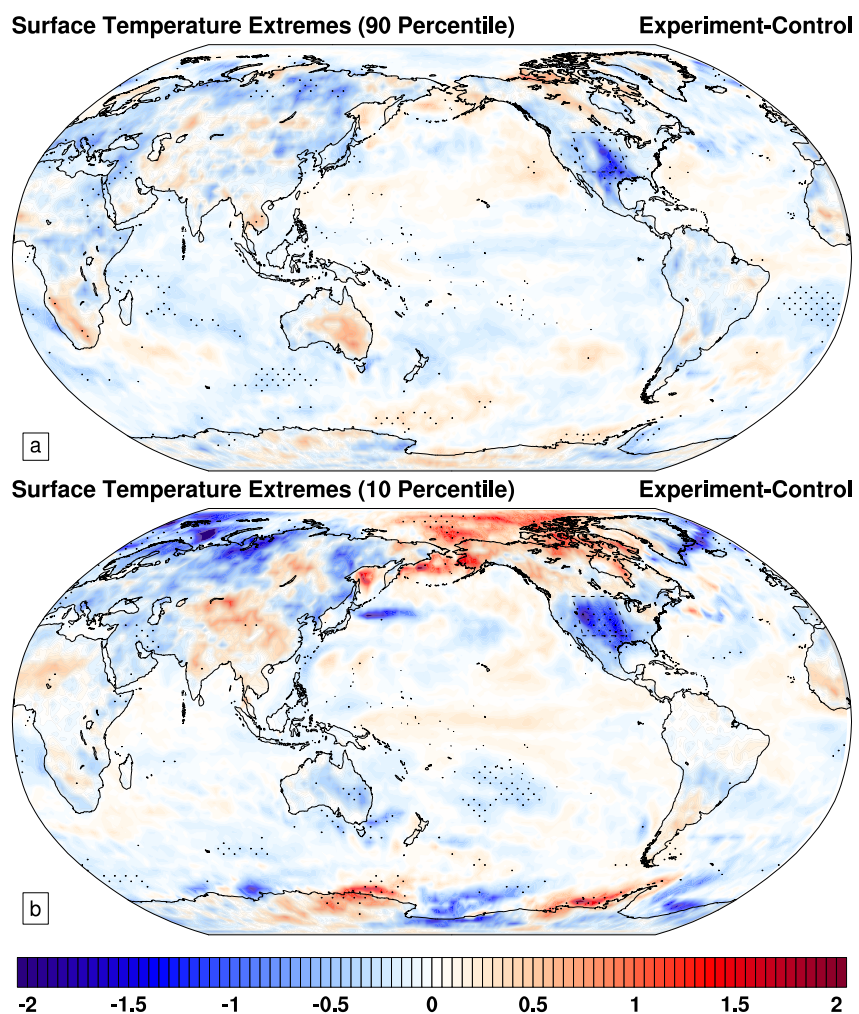 Surface Temperature Extremes (90 Percentile) Experiment-Control
a
Surface Temperature Extremes (10 Percentile) Experiment-Control
b
-2 -1.5 -1 -0.5 0 0.5 1 1.5 2